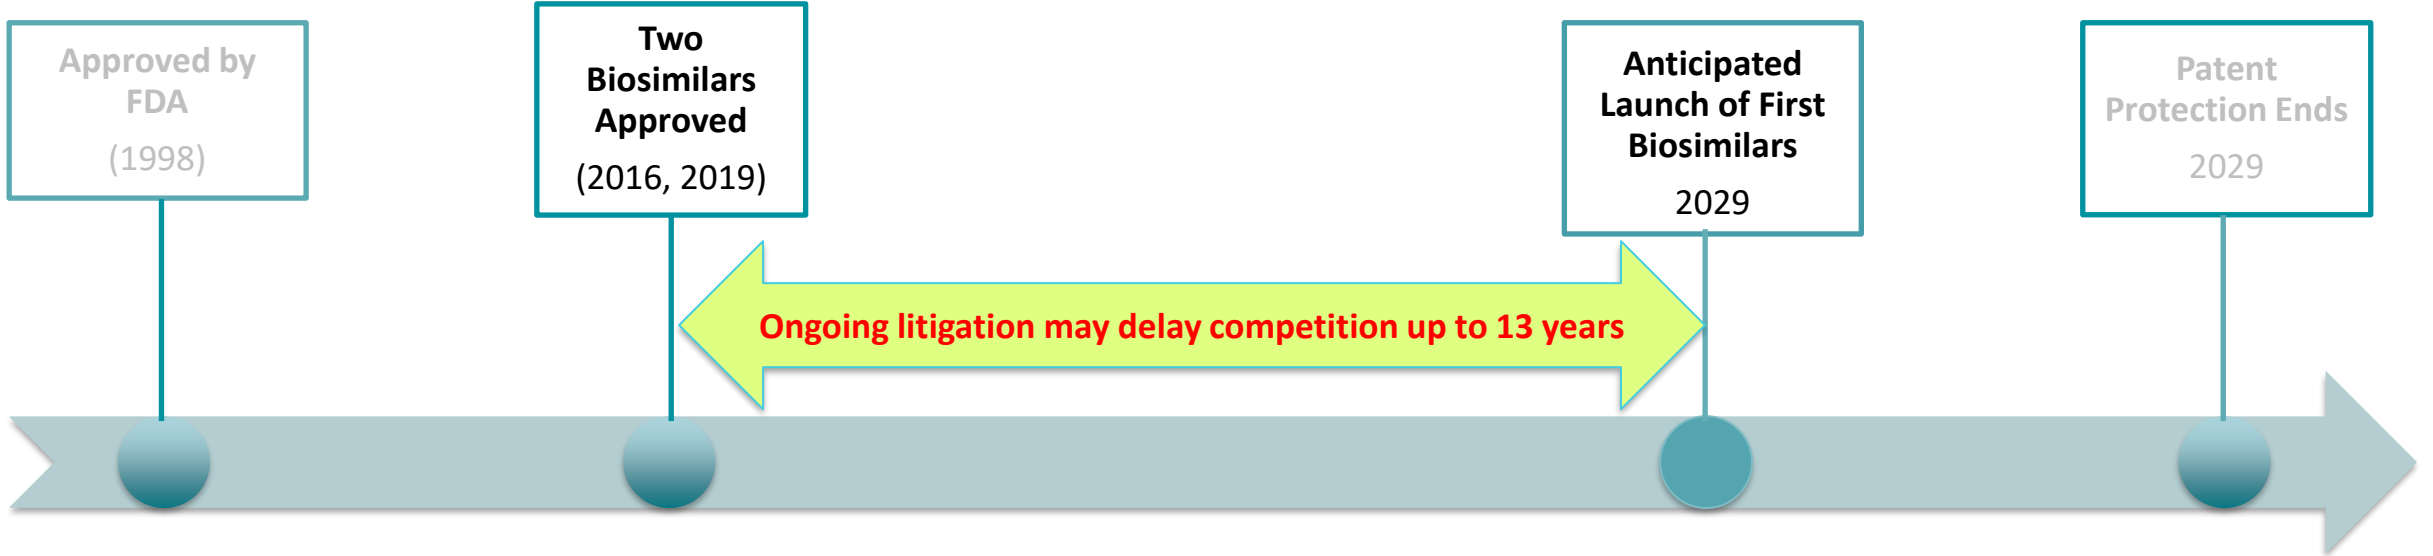 Approved by
FDA
(1998)
Two
Biosimilars
Approved
(2016, 2019)
Anticipated
Launch of First
Biosimilars
2029
Patent
Protection Ends
2029
Ongoing litigation may delay competition up to 13 years